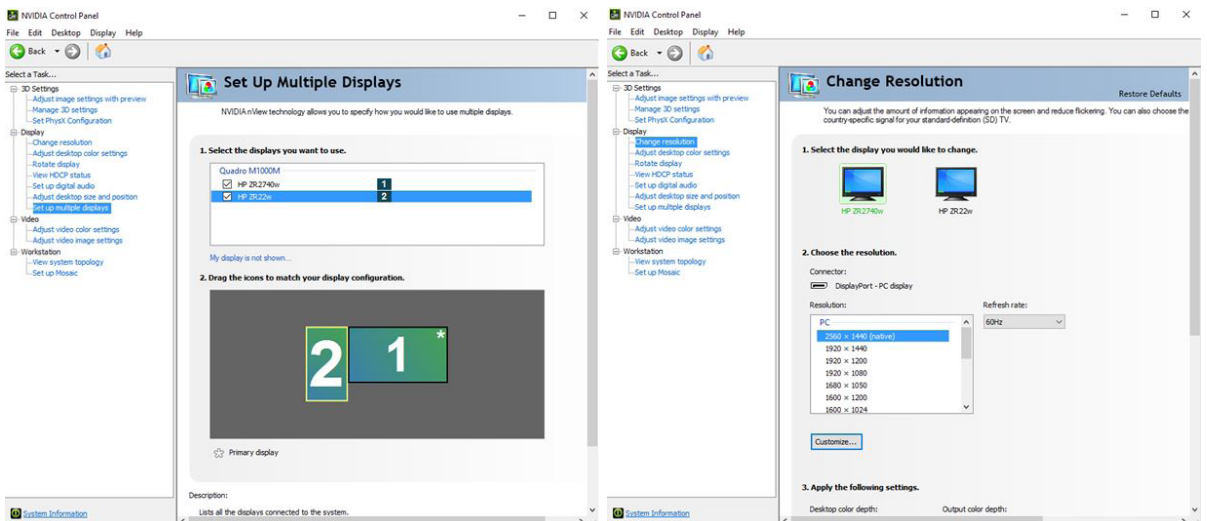 NVIDIA Control Panel
File Edit Desktop Display Help
Back
Select a Task...
3D Settings
Adjust image settings with preview
Manage 3D settings
Set PhysX Configuration
Display
Change resolution
Adjust desktop color settings
Rotate display
View HDCP status
Set up digital audio
Adjust desktop size and position
Set up multiple displays
Video
Adjust video color settings
Adjust video image settings
Workstation
View system topology
Set up Mosaic
System Information
Set Up Multiple Displays
NVIDIA nView technology allows you to specify how you would like to use multiple displays.
1. Select the displays you want to use.
Quadro M1000M
HP ZR2740w 1
HP ZR22w 2
My display is not shown...
2. Drag the icons to match your display configuration.
2 1 *
Primary display
Description:
Lists all the displays connected to the system.
NVIDIA Control Panel
File Edit Desktop Display Help
Back
Select a Task...
3D Settings
Adjust image settings with preview
Manage 3D settings
Set PhysX Configuration
Display
Change resolution
Adjust desktop color settings
Rotate display
View HDCP status
Set up digital audio
Adjust desktop size and position
Set up multiple displays
Video
Adjust video color settings
Adjust video image settings
Workstation
View system topology
Set up Mosaic
System Information
Change Resolution
Restore Defaults
You can adjust the amount of information appearing on the screen and reduce flickering. You can also choose the
country-specific signal for your standard-definition (SD) TV.
1. Select the display you would like to change.
HP ZR2740w HP ZR22w
2. Choose the resolution.
Connector:
DisplayPort - PC display
Resolution: Refresh rate:
PC 60Hz
2560 × 1440 (native)
1920 × 1440
1920 × 1200
1920 × 1080
1680 × 1050
1600 × 1200
1600 × 1024
Customize...
3. Apply the following settings.
Desktop color depth: Output color depth: